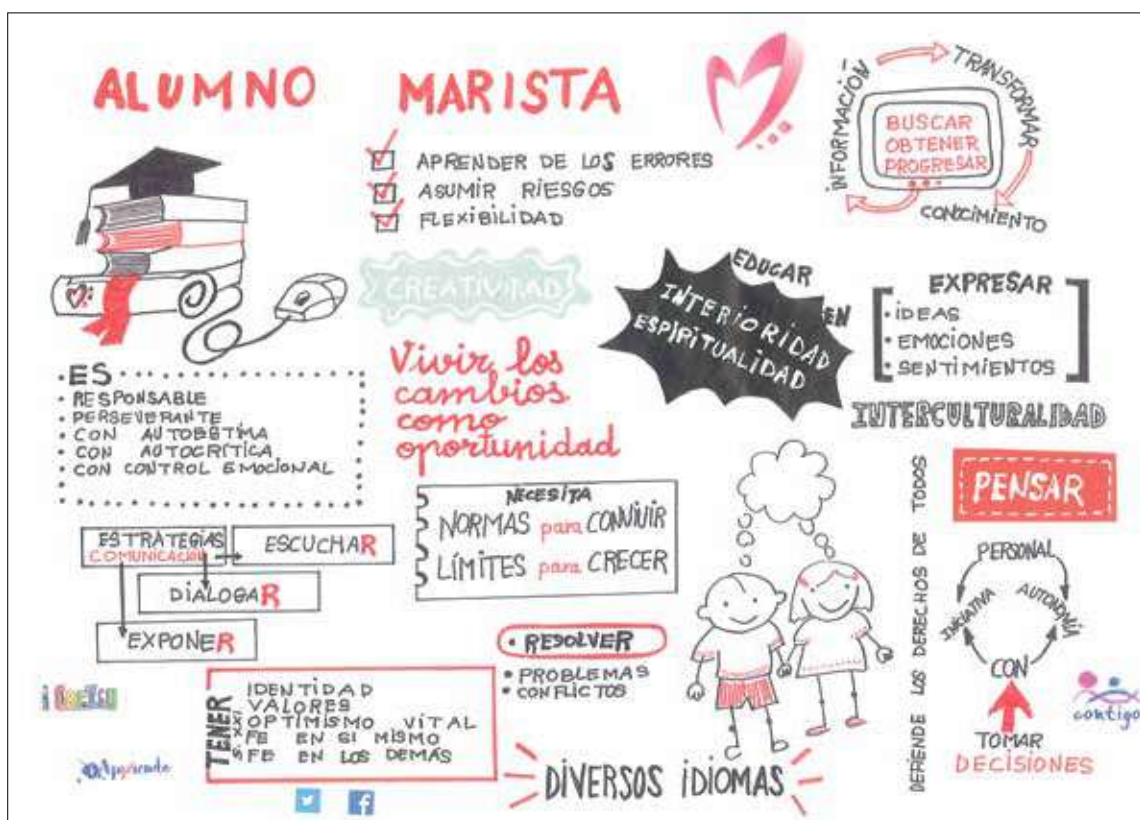 ALUMNO MARISTA
APRENDER DE LOS ERRORES
ASUMIR RIESGOS
FLEXIBILIDAD
INFORMACIÓN
TRANSFORMAR
CONOCIMIENTO
BUSCAR
OBTENER
PROGRESAR
CREATIVIDAD
EDUCAR
EN
INTERIORIDAD
ESPIRITUALIDAD
EXPRESAR
• IDEAS
• EMOCIONES
• SENTIMIENTOS
INTERCULTURALIDAD
• ES
• RESPONSABLE
• PERSEVERANTE
• CON AUTOESTIMA
• CON AUTOCRÍTICA
• CON CONTROL EMOCIONAL
Vivir los
cambios
como
oportunidad
NECESITA
NORMAS para CONVIVIR
LÍMITES para CRECER
ESTRATEGIAS
COMUNICACIÓN
ESCUCHAR
DIALOGAR
EXPONER
• RESOLVER
• PROBLEMAS
• CONFLICTOS
TENER
S. XXI
IDENTIDAD
VALORES
OPTIMISMO VITAL
FE EN SI MISMO
FE EN LOS DEMÁS
DIVERSOS IDIOMAS
DEFIENDE LOS DERECHOS DE TODOS
PENSAR
PERSONAL
INICIATIVA
AUTONOMÍA
CON
TOMAR
DECISIONES
contigo